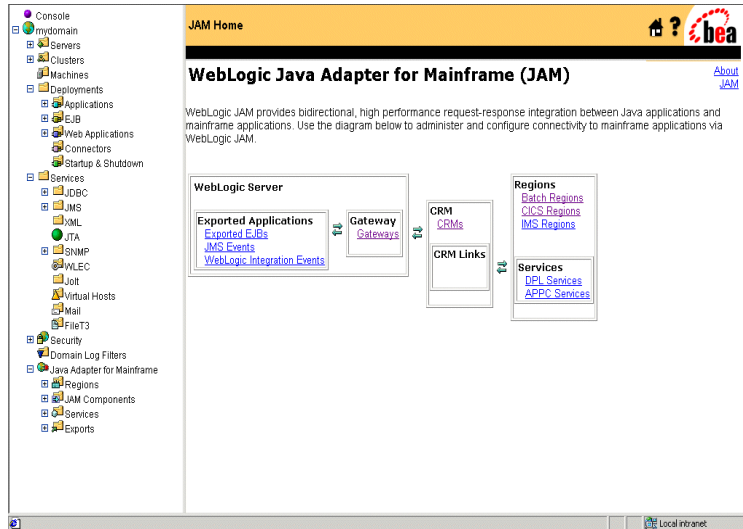 Console
mydomain
Servers
Clusters
Machines
Deployments
Applications
EJB
Web Applications
Connectors
Startup & Shutdown
Services
JDBC
JMS
XML
JTA
SNMP
WLEC
Jolt
Virtual Hosts
Mail
FileT3
Security
Domain Log Filters
Java Adapter for Mainframe
Regions
JAM Components
Services
Exports
JAM Home
?
bea
WebLogic Java Adapter for Mainframe (JAM)
About
JAM
WebLogic JAM provides bidirectional, high performance request-response integration between Java applications and
mainframe applications. Use the diagram below to administer and configure connectivity to mainframe applications via
WebLogic JAM.
WebLogic Server
Exported Applications
Exported EJBs
JMS Events
WebLogic Integration Events
Gateway
Gateways
CRM
CRMs
CRM Links
Regions
Batch Regions
CICS Regions
IMS Regions
Services
DPL Services
APPC Services
Local intranet